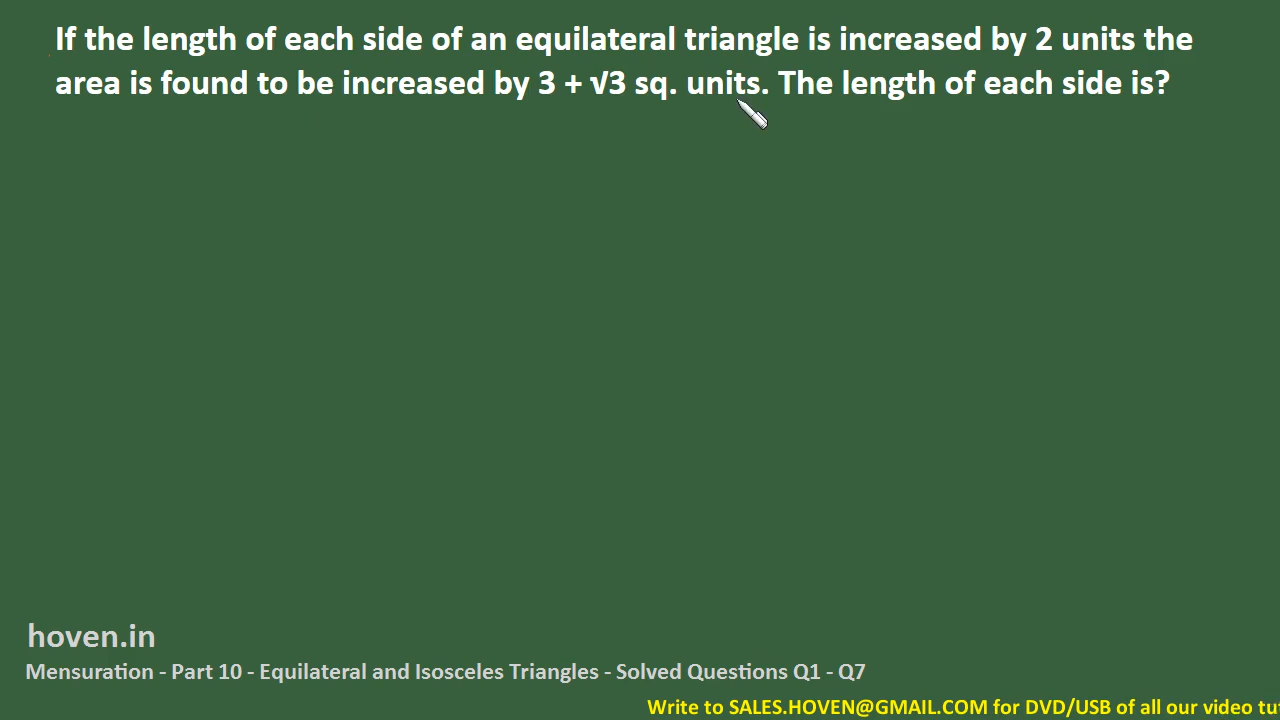 If the length of each side of an equilateral triangle is increased by 2 units the
area is found to be increased by 3 + √3 sq. units. The length of each side is?
hoven.in
Mensuration - Part 10 - Equilateral and Isosceles Triangles - Solved Questions Q1 - Q7
Write to SALES.HOVEN@GMAIL.COM for DVD/USB of all our video